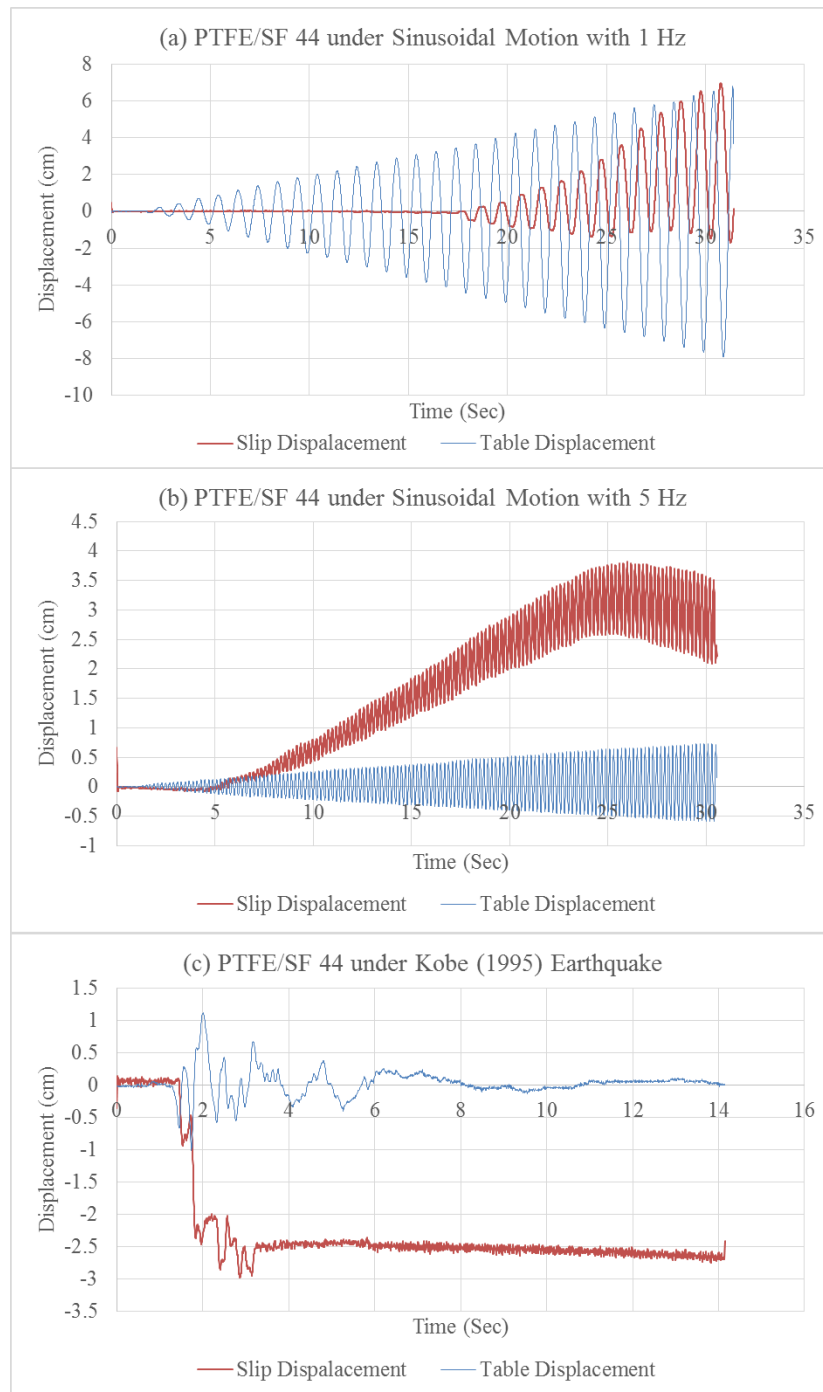 (a) PTFE/SF 44 under Sinusoidal Motion with 1 Hz
8
6
4
2
0
-2
-4
-6
-8
-10
0 5 10 15 20 25 30 35
Displacement (cm)
Time (Sec)
Slip Dispalacement Table Displacement
(b) PTFE/SF 44 under Sinusoidal Motion with 5 Hz
4.5
4
3.5
3
2.5
2
1.5
1
0.5
0
-0.5
-1
0 5 10 15 20 25 30 35
Displacement (cm)
Time (Sec)
Slip Dispalacement Table Displacement
(c) PTFE/SF 44 under Kobe (1995) Earthquake
1.5
1
0.5
0
-0.5
-1
-1.5
-2
-2.5
-3
-3.5
0 2 4 6 8 10 12 14 16
Displacement (cm)
Time (Sec)
Slip Dispalacement Table Displacement